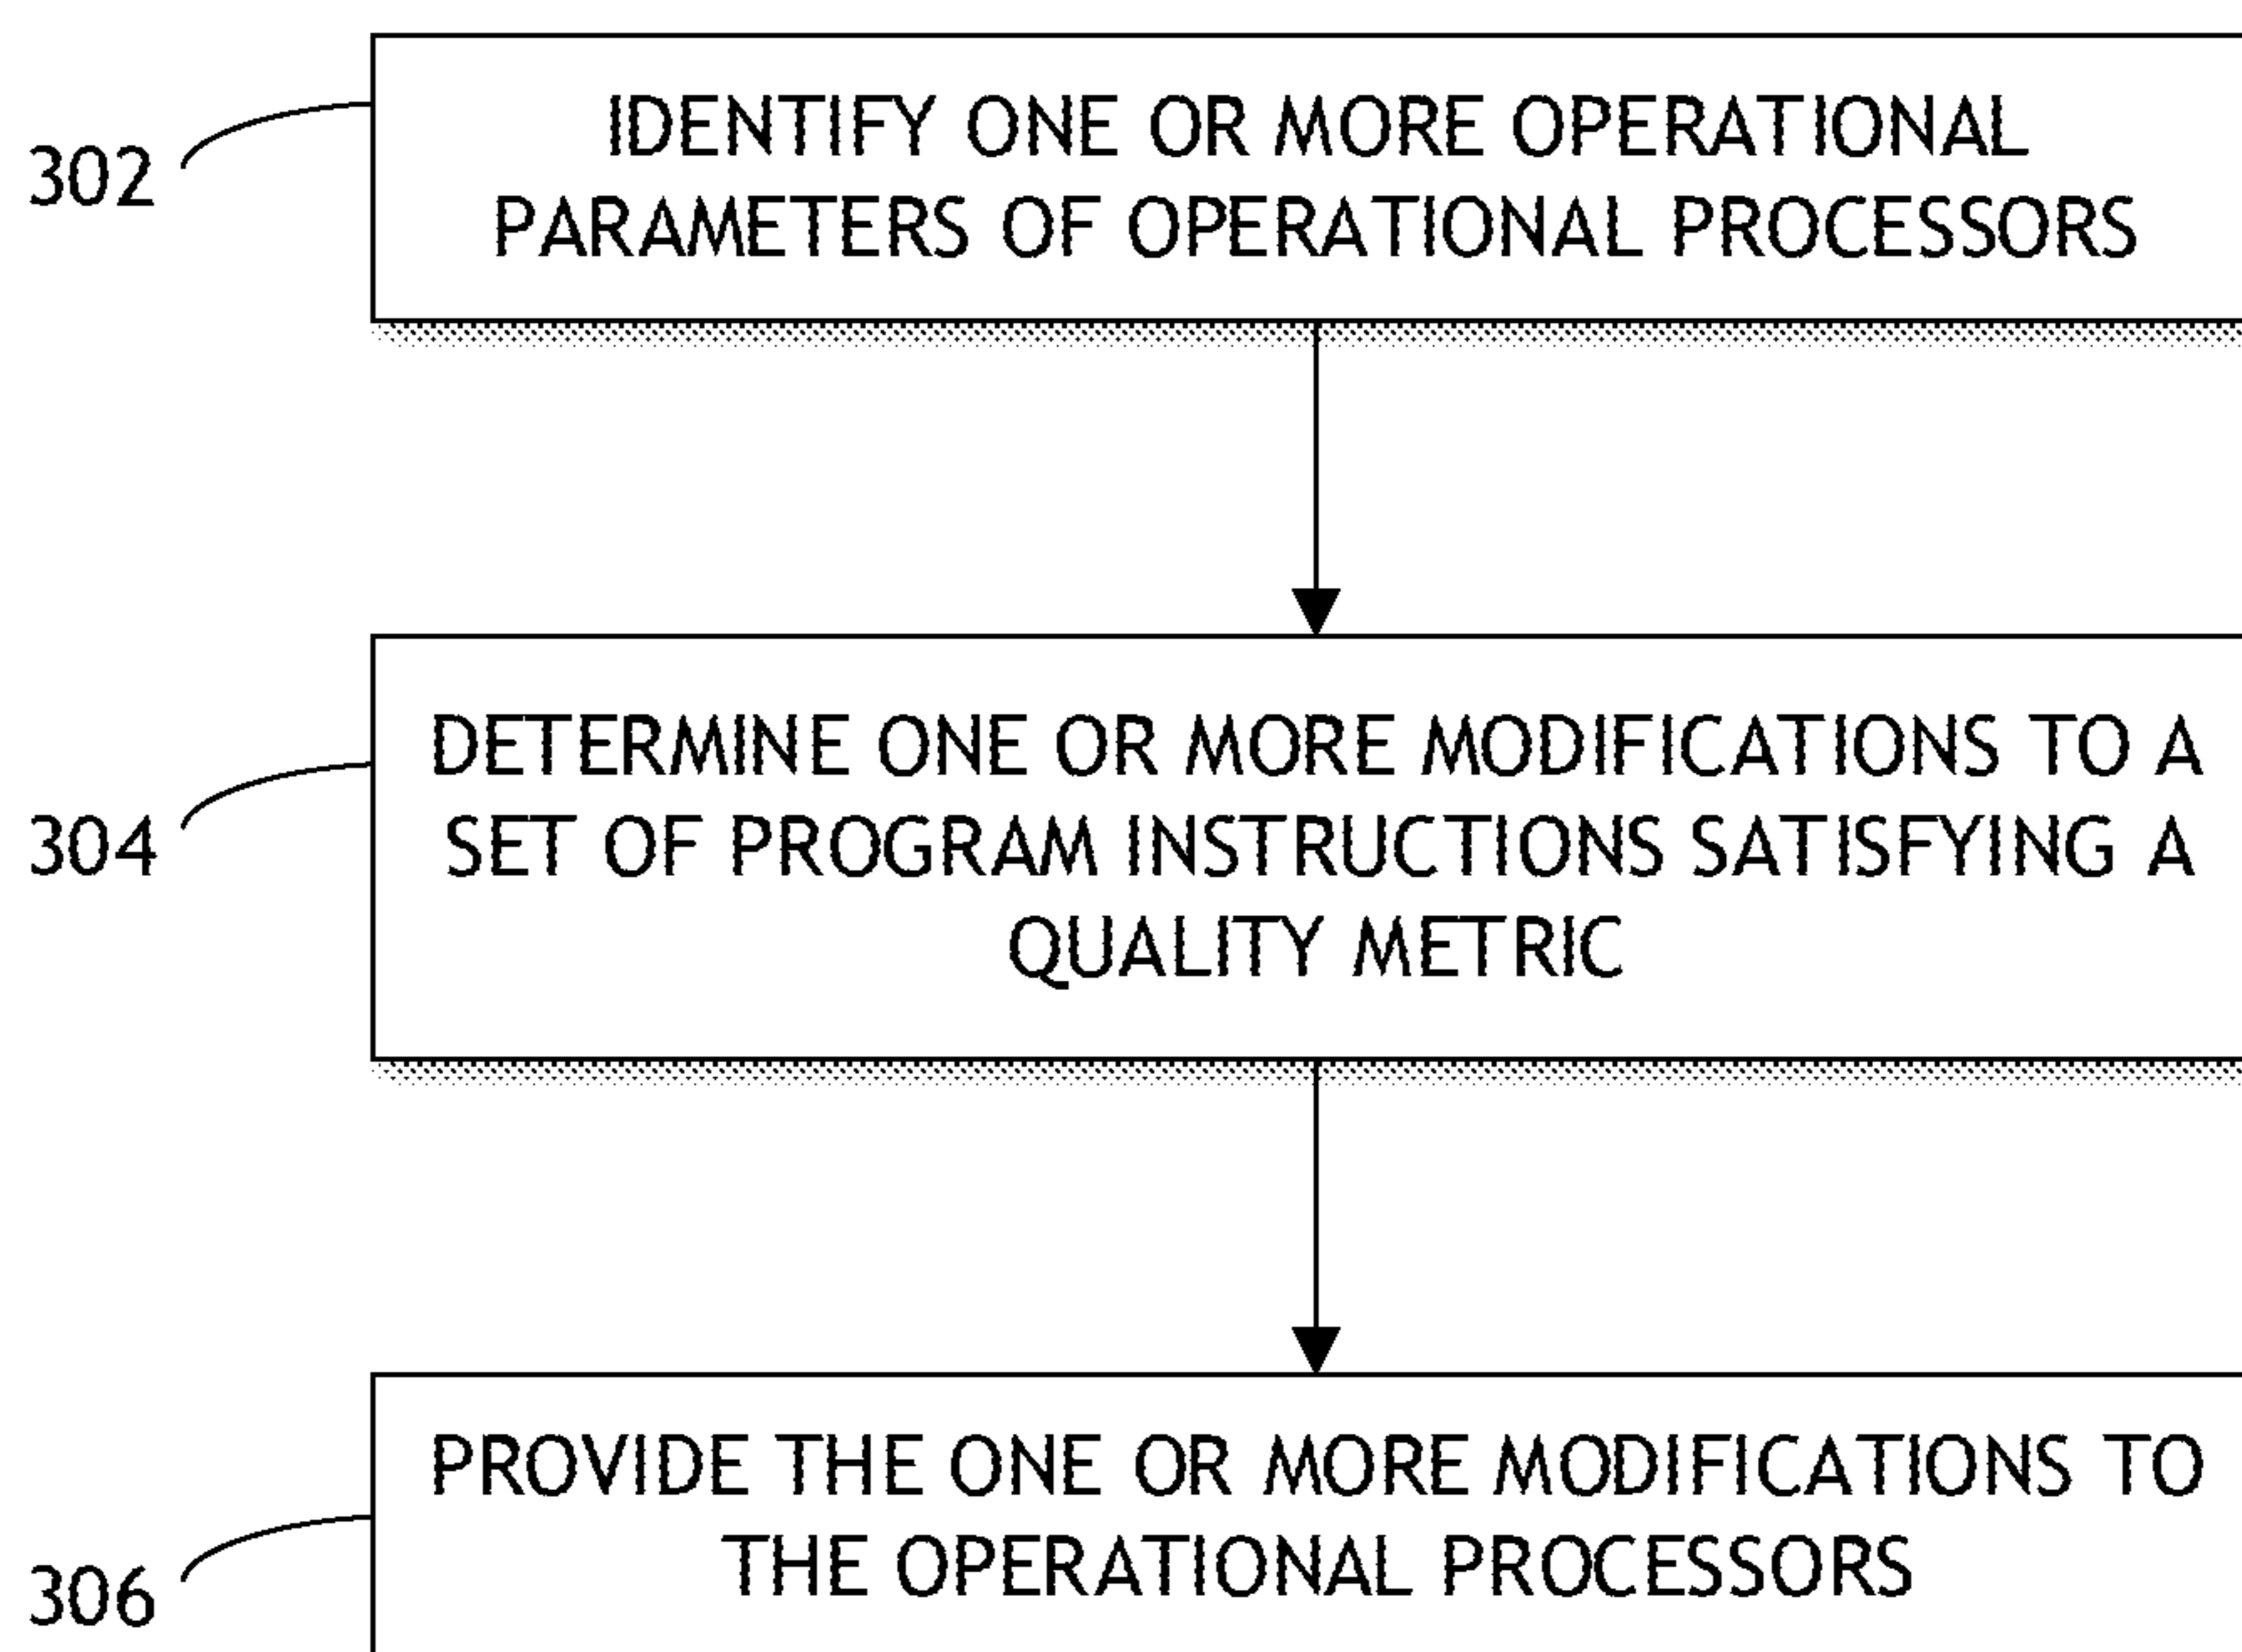 302
IDENTIFY ONE OR MORE OPERATIONAL
PARAMETERS OF OPERATIONAL PROCESSORS
304
DETERMINE ONE OR MORE MODIFICATIONS TO A
SET OF PROGRAM INSTRUCTIONS SATISFYING A
QUALITY METRIC
306
PROVIDE THE ONE OR MORE MODIFICATIONS TO
THE OPERATIONAL PROCESSORS